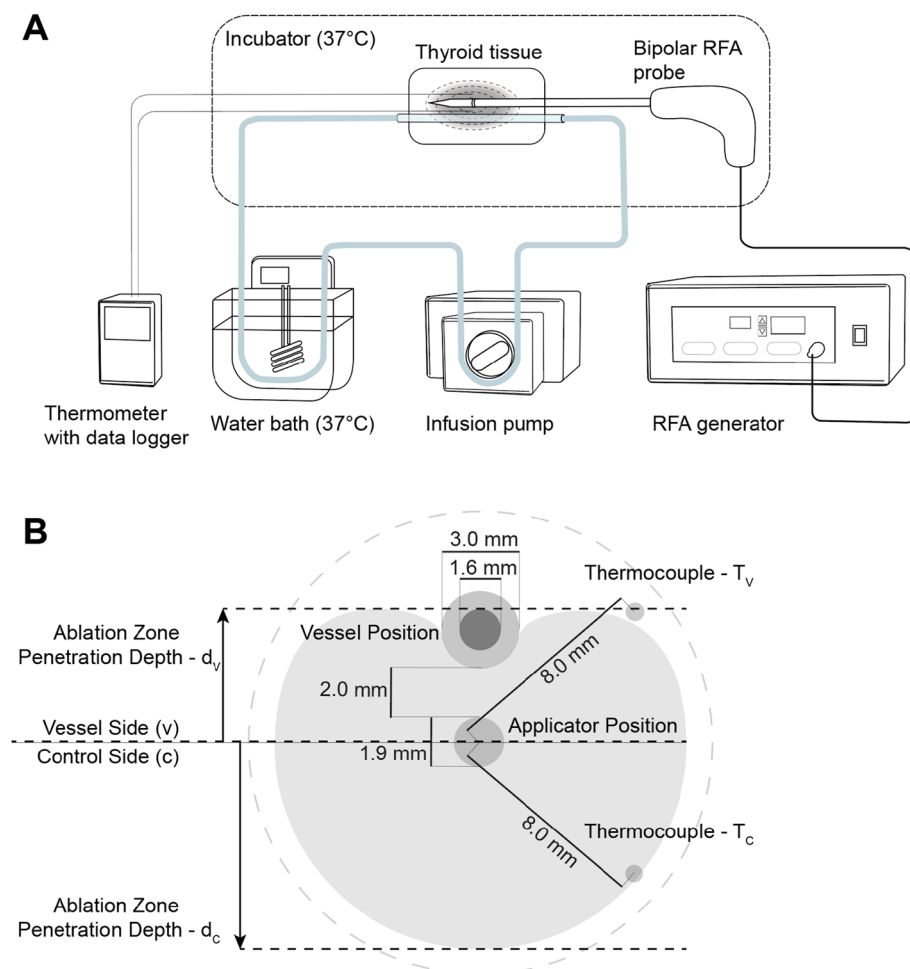 A
Incubator (37°C)
Thyroid tissue
Bipolar RFA
probe
Thermometer
with data logger
Water bath (37°C)
Infusion pump
RFA generator
B
3.0 mm
1.6 mm
Thermocouple - Tᵥ
Ablation Zone
Penetration Depth - dᵥ
Vessel Position
8.0 mm
2.0 mm
Vessel Side (v)
Applicator Position
Control Side (c)
1.9 mm
8.0 mm
Thermocouple - T_C
Ablation Zone
Penetration Depth - d_C